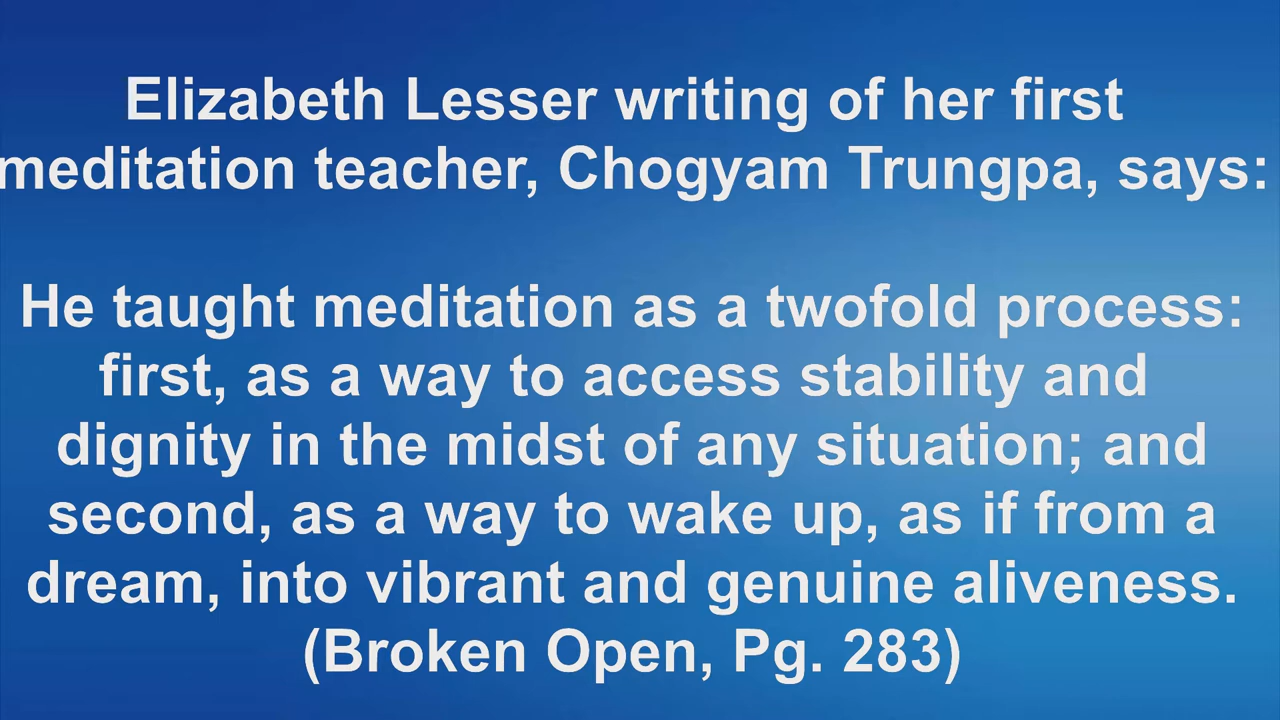 Elizabeth Lesser writing of her first
meditation teacher, Chogyam Trungpa, says:
He taught meditation as a twofold process:
first, as a way to access stability and
dignity in the midst of any situation; and
second, as a way to wake up, as if from a
dream, into vibrant and genuine aliveness.
(Broken Open, Pg. 283)